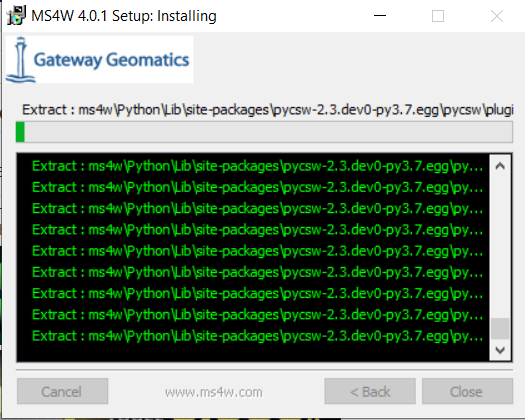 MS4W 4.0.1 Setup: Installing
Gateway Geomatics
Extract : ms4w\Python\Lib\site-packages\pycsw-2.3.dev0-py3.7.egg\pycsw\plugi
Extract : ms4w\Python\Lib\site-packages\pycsw-2.3.dev0-py3.7.egg\py...
Extract : ms4w\Python\Lib\site-packages\pycsw-2.3.dev0-py3.7.egg\py...
Extract : ms4w\Python\Lib\site-packages\pycsw-2.3.dev0-py3.7.egg\py...
Extract : ms4w\Python\Lib\site-packages\pycsw-2.3.dev0-py3.7.egg\py...
Extract : ms4w\Python\Lib\site-packages\pycsw-2.3.dev0-py3.7.egg\py...
Extract : ms4w\Python\Lib\site-packages\pycsw-2.3.dev0-py3.7.egg\py...
Extract : ms4w\Python\Lib\site-packages\pycsw-2.3.dev0-py3.7.egg\py...
Extract : ms4w\Python\Lib\site-packages\pycsw-2.3.dev0-py3.7.egg\py...
Extract : ms4w\Python\Lib\site-packages\pycsw-2.3.dev0-py3.7.egg\py...
Cancel www.ms4w.com < Back Close